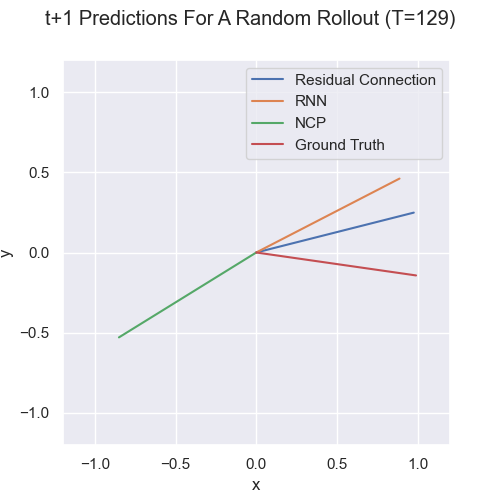 t+1 Predictions For A Random Rollout (T=129)
Residual Connection
RNN
NCP
Ground Truth
1.0
0.5
0.0
−0.5
−1.0
y
−1.0 −0.5 0.0 0.5 1.0
x